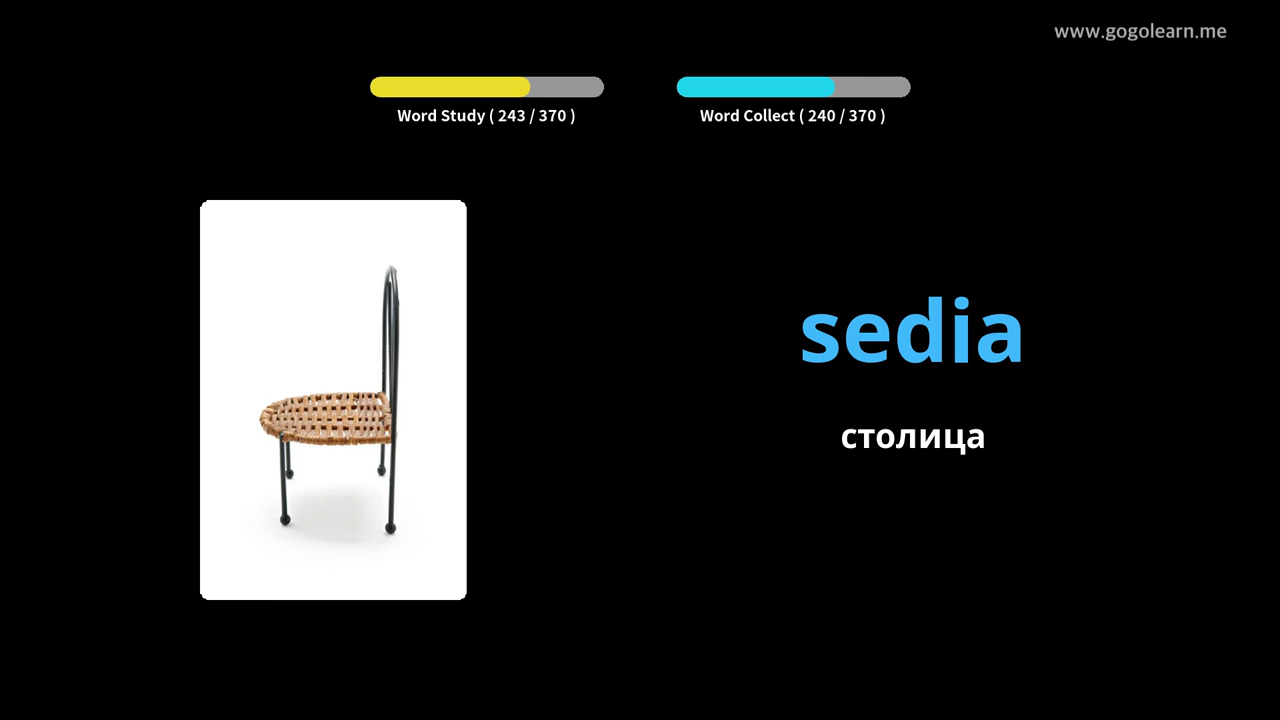 www.gogolearn.me
Word Study ( 243 / 370 )
Word Collect ( 240 / 370 )
sedia
столица